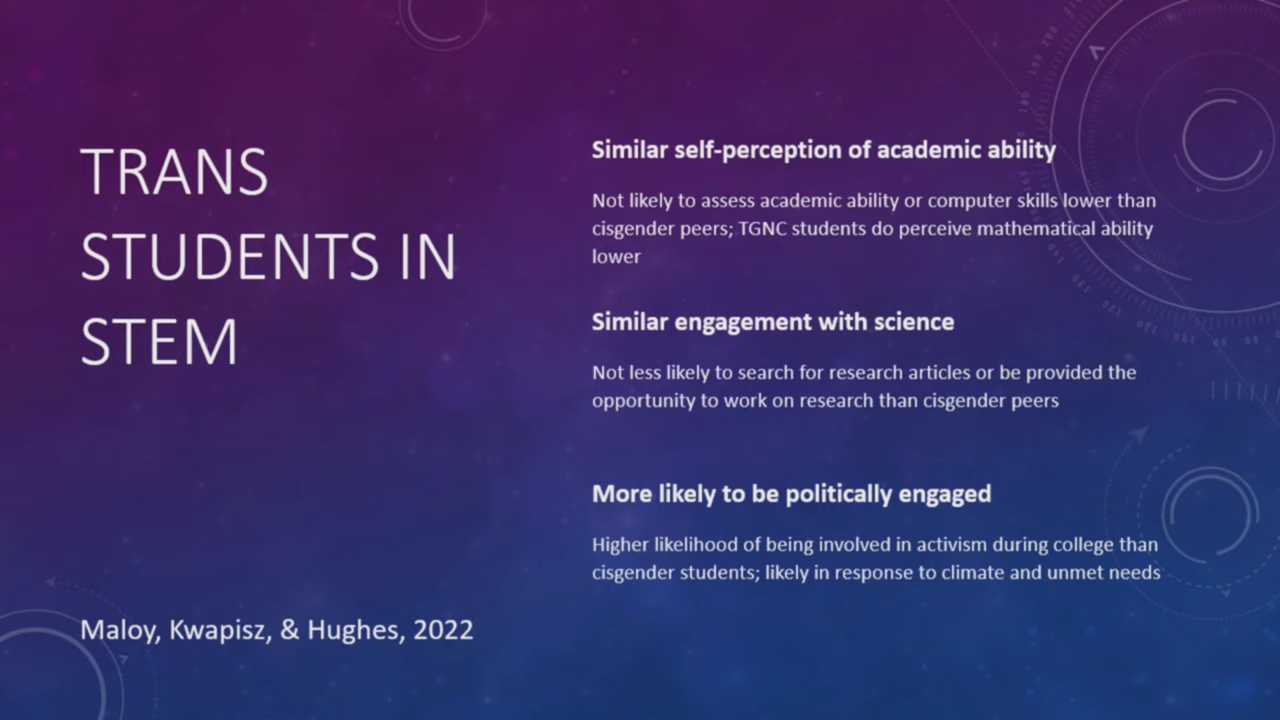 TRANS
STUDENTS IN
STEM
Maloy, Kwapisz, & Hughes, 2022
Similar self-perception of academic ability
Not likely to assess academic ability or computer skills lower than
cisgender peers; TGNC students do perceive mathematical ability
lower
Similar engagement with science
Not less likely to search for research articles or be provided the
opportunity to work on research than cisgender peers
More likely to be politically engaged
Higher likelihood of being involved in activism during college than
cisgender students; likely in response to climate and unmet needs